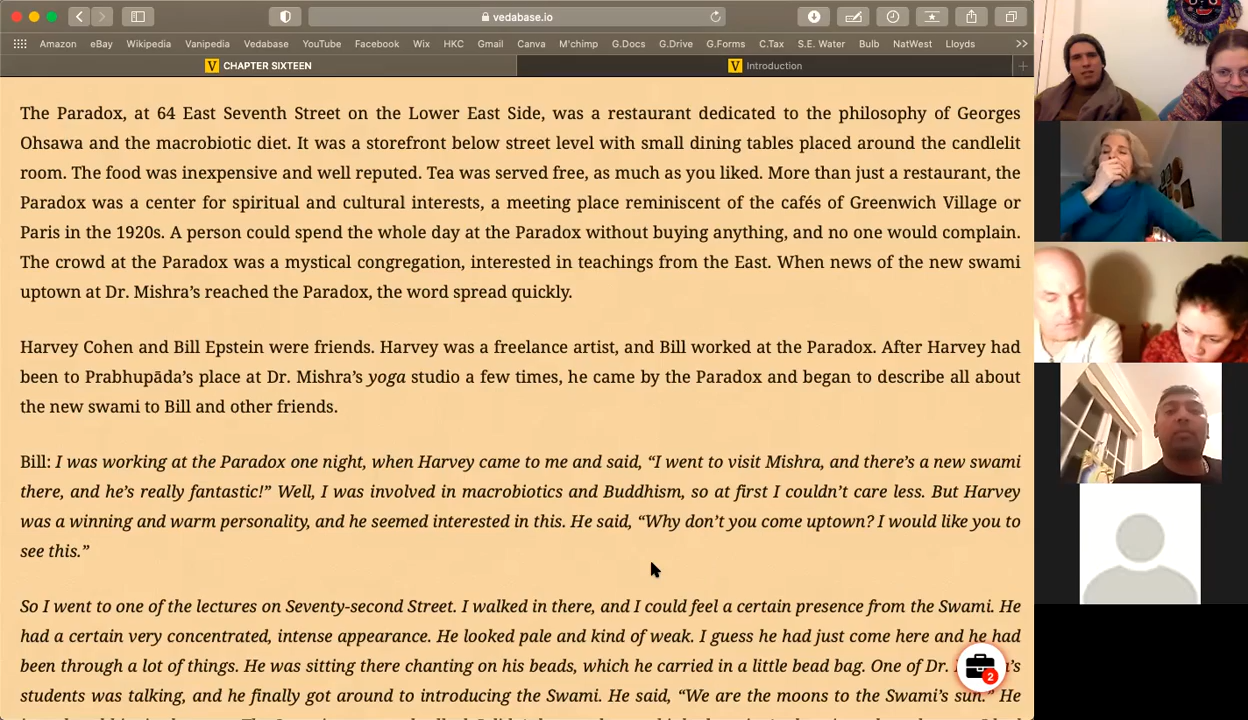 vedabase.io
Amazon eBay Wikipedia Vanipedia Vedabase YouTube Facebook Wix HKC Gmail Canva M'chimp G.Docs G.Drive G.Forms C.Tax S.E. Water Bulb NatWest Lloyds >>
V CHAPTER SIXTEEN V Introduction
The Paradox, at 64 East Seventh Street on the Lower East Side, was a restaurant dedicated to the philosophy of Georges
Ohsawa and the macrobiotic diet. It was a storefront below street level with small dining tables placed around the candlelit
room. The food was inexpensive and well reputed. Tea was served free, as much as you liked. More than just a restaurant, the
Paradox was a center for spiritual and cultural interests, a meeting place reminiscent of the cafés of Greenwich Village or
Paris in the 1920s. A person could spend the whole day at the Paradox without buying anything, and no one would complain.
The crowd at the Paradox was a mystical congregation, interested in teachings from the East. When news of the new swami
uptown at Dr. Mishra’s reached the Paradox, the word spread quickly.
Harvey Cohen and Bill Epstein were friends. Harvey was a freelance artist, and Bill worked at the Paradox. After Harvey had
been to Prabhupāda’s place at Dr. Mishra’s yoga studio a few times, he came by the Paradox and began to describe all about
the new swami to Bill and other friends.
Bill: I was working at the Paradox one night, when Harvey came to me and said, “I went to visit Mishra, and there’s a new swami
there, and he’s really fantastic!” Well, I was involved in macrobiotics and Buddhism, so at first I couldn’t care less. But Harvey
was a winning and warm personality, and he seemed interested in this. He said, “Why don’t you come uptown? I would like you to
see this.”
So I went to one of the lectures on Seventy-second Street. I walked in there, and I could feel a certain presence from the Swami. He
had a certain very concentrated, intense appearance. He looked pale and kind of weak. I guess he had just come here and he had
been through a lot of things. He was sitting there chanting on his beads, which he carried in a little bead bag. One of Dr. ’s
students was talking, and he finally got around to introducing the Swami. He said, “We are the moons to the Swami’s sun.” He
2